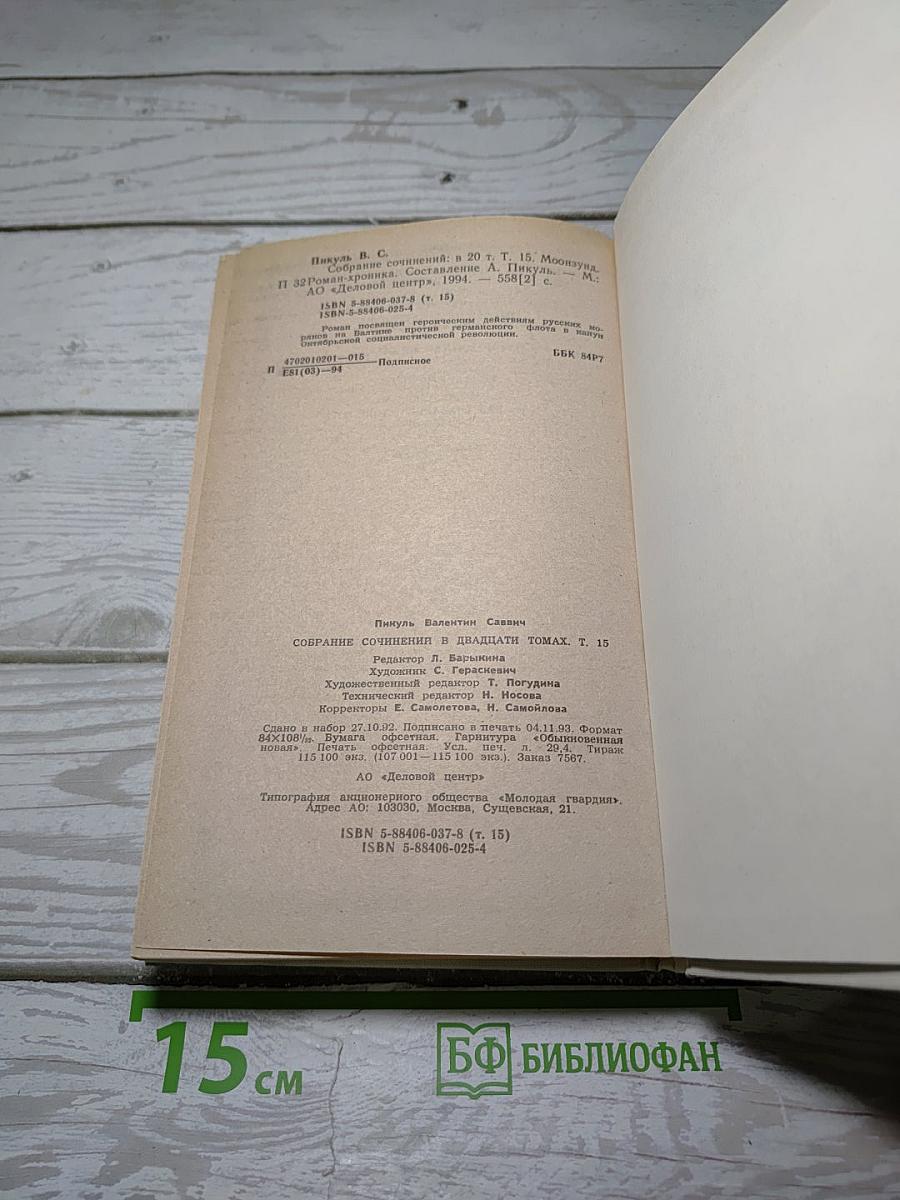 Пикуль В. С.
Собрание сочинений: в 20 т. Т. 15. Моонзунд.
П 32 Роман-хроника. Составление А. Пикуль. — М.:
АО «Деловой центр», 1994. — 558[2] с.
ISBN 5-88406-037-8 (т. 15)
ISBN-5-88406-025-4
Роман посвящен героическим действиям русских мо-
ряков на Балтике против германского флота в канун
Октябрьской социалистической революции.
П 4702010201—015
Е81(03)—94 —Подписное
ББК 84Р7
Пикуль Валентин Саввич
СОБРАНИЕ СОЧИНЕНИЙ В ДВАДЦАТИ ТОМАХ. Т. 15
Редактор Л. Барыкина
Художник С. Гераскевич
Художественный редактор Т. Погудина
Технический редактор Н. Носова
Корректоры Е. Самолетова, Н. Самойлова
Сдано в набор 27.10.92. Подписано в печать 04.11.93. Формат
84×108¹/₃₂. Бумага офсетная. Гарнитура «Обыкновенная
новая». Печать офсетная. Усл. печ. л. 29,4. Тираж
115 100 экз. (107 001—115 100 экз.). Заказ 7567.
АО «Деловой центр»
Типография акционерного общества «Молодая гвардия».
Адрес АО: 103030, Москва, Сущевская, 21.
ISBN 5-88406-037-8 (т. 15)
ISBN 5-88406-025-4
15 см
БФ БИБЛИОФАН